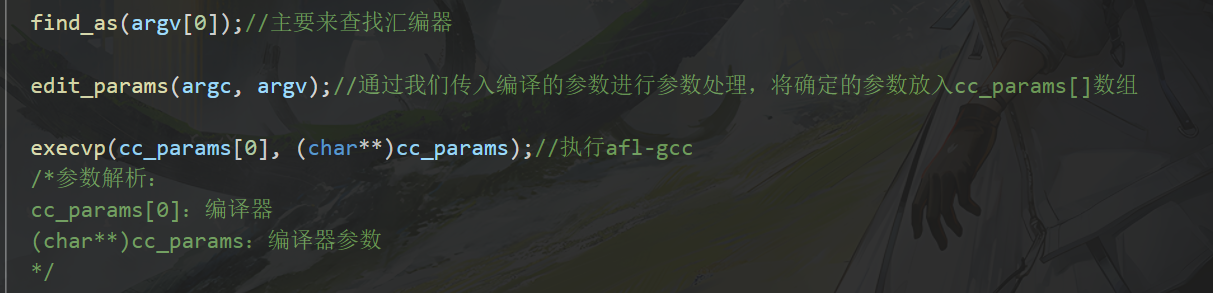 find_as(argv[0]);//主要来查找汇编器
edit_params(argc, argv);//通过我们传入编译的参数进行参数处理，将确定的参数放入cc_params[]数组
execvp(cc_params[0], (char**)cc_params);//执行afl-gcc
/*参数解析：
cc_params[0]：编译器
(char**)cc_params：编译器参数
*/